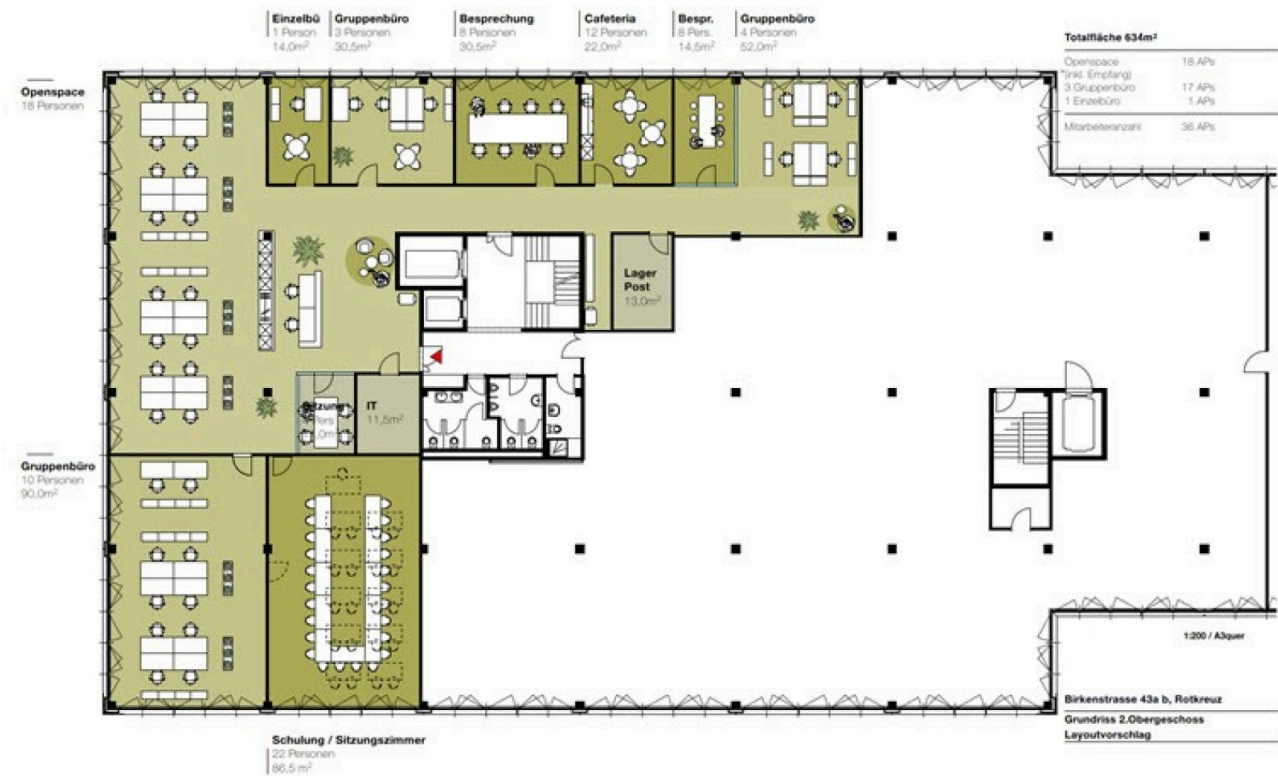 Einzelbü
1 Person
14,0m²
Gruppenbüro
3 Personen
30,5m²
Besprechung
8 Personen
30,5m²
Cafeteria
12 Personen
22,0m²
Bespr.
8 Pers.
14,5m²
Gruppenbüro
4 Personen
52,0m²
Totalfläche 634m²
Openspace 18 APs
(inkl. Empfang)
3 Gruppenbüro 17 APs
1 Einzelbüro 1 APs
Mitarbeiteranzahl 36 APs
Openspace
18 Personen
Lager
Post
13,0m²
Sitzung
Pers
,0m²
IT
11,5m²
Gruppenbüro
10 Personen
90,0m²
1:200 / A3quer
Birkenstrasse 43a b, Rotkreuz
Grundriss 2.Obergeschoss
Layoutvorschlag
Schulung / Sitzungszimmer
22 Personen
86,5 m²